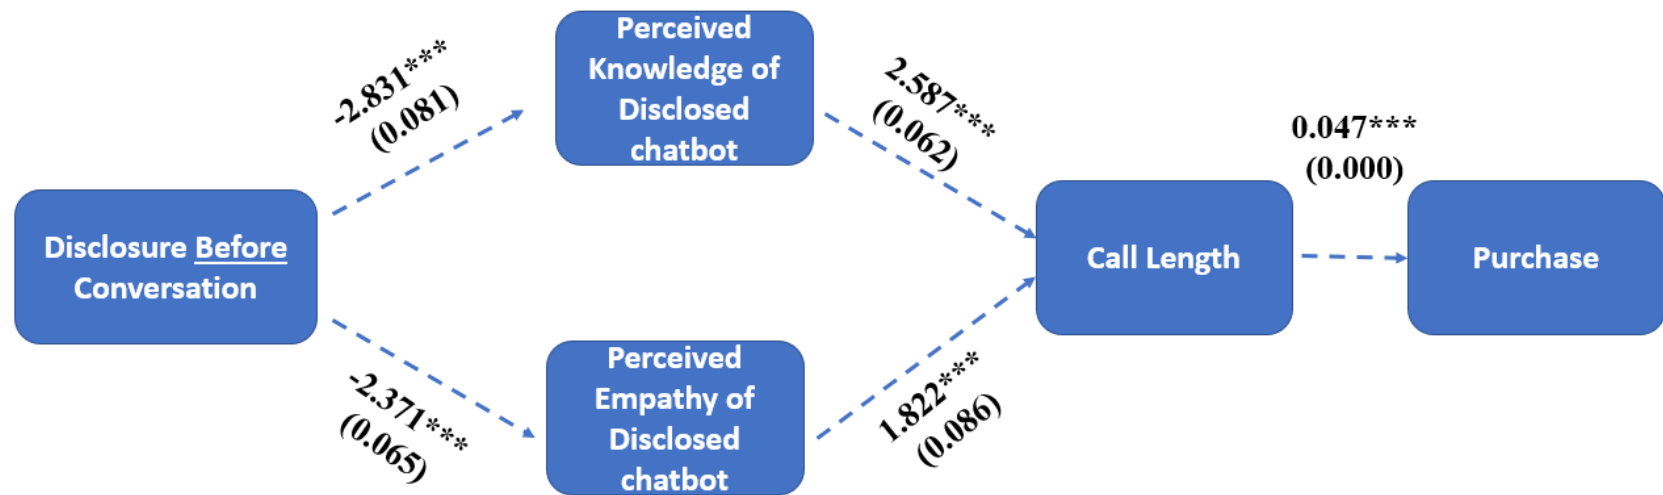 Perceived
Knowledge of
Disclosed
chatbot
-2.831***
(0.081)
2.587***
(0.062)
0.047***
(0.000)
Disclosure Before
Conversation
Call Length
Purchase
-2.371***
(0.065)
Perceived
Empathy of
Disclosed
chatbot
1.822***
(0.086)